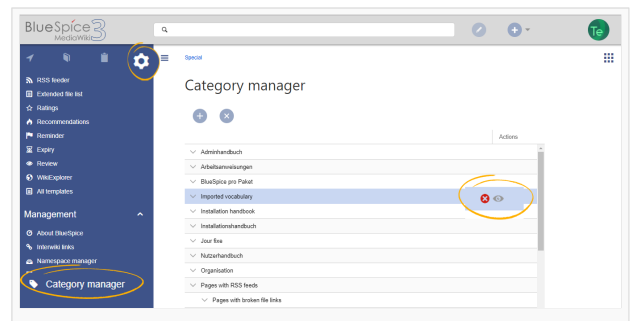 BlueSpice 3
MediaWiki
Te
Special
RSS feeder
Extended file list
Ratings
Recommendations
Reminder
Expiry
Review
WikiExplorer
All templates
Management
About BlueSpice
Interwiki links
Namespace manager
Category manager
Category manager
Actions
Adminhandbuch
Arbeitsanweisungen
BlueSpice pro Paket
Imported vocabulary
Installation handbook
Installationshandbuch
Jour fixe
Nutzerhandbuch
Organisation
Pages with RSS feeds
Pages with broken file links